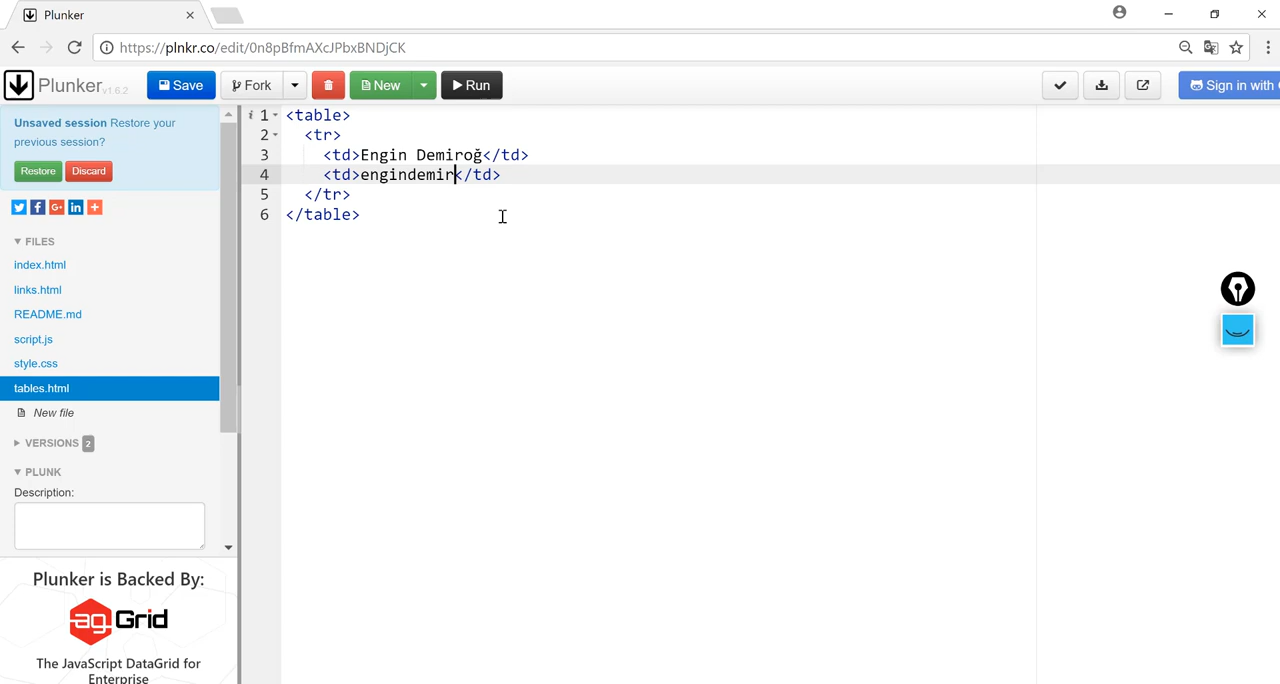 Plunker
https://plnkr.co/edit/0n8pBfmAXcJPbxBNDjCK
Plunker v1.6.2 Save Fork New Run Sign in with
Unsaved session Restore your
previous session?
Restore Discard
FILES
index.html
links.html
README.md
script.js
style.css
tables.html
New file
VERSIONS 2
PLUNK
Description:
Plunker is Backed By:
ag Grid
The JavaScript DataGrid for
Enterprise
i 1 <table>
2 <tr>
3 <td>Engin Demiroğ</td>
4 <td>engindemir</td>
5 </tr>
6 </table>